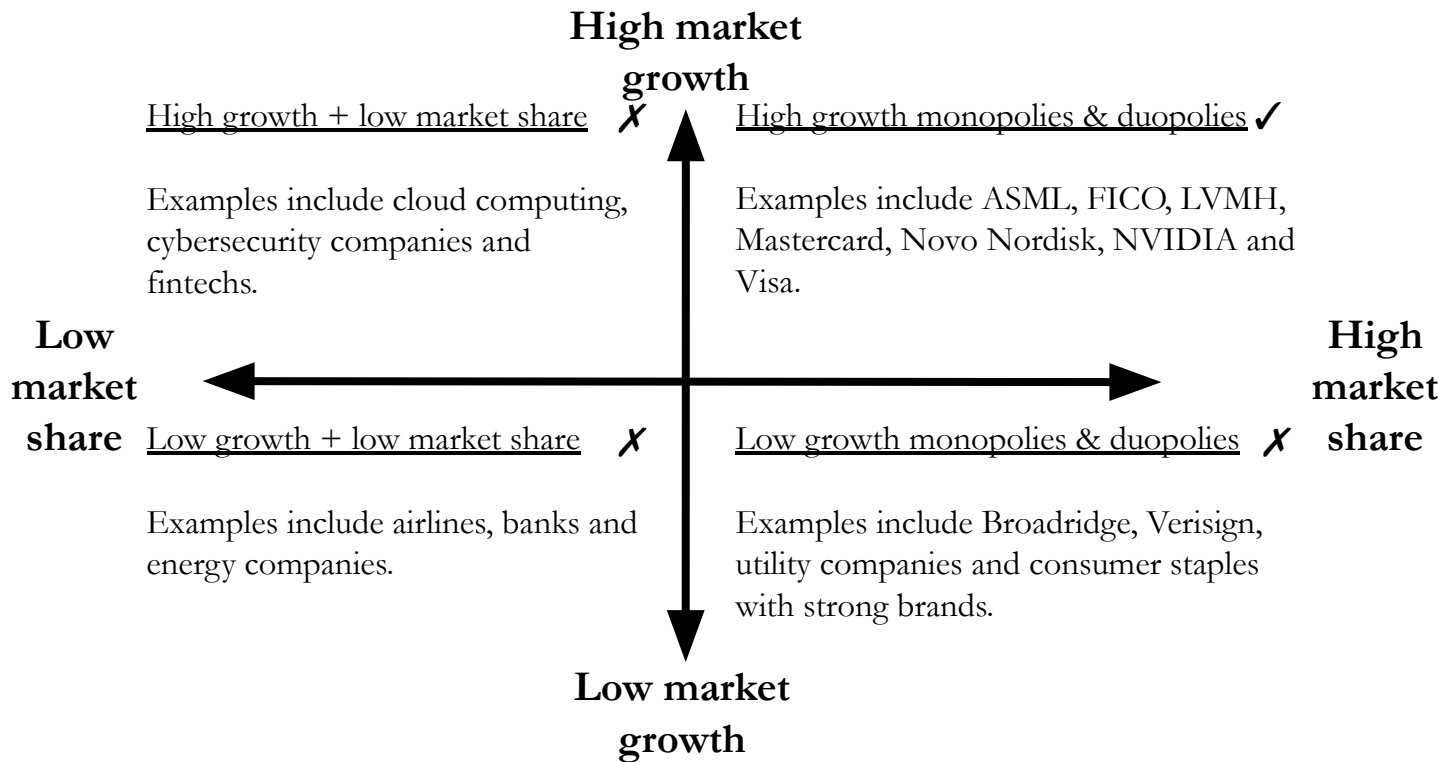 High market
growth
High growth + low market share ✗
High growth monopolies & duopolies ✓
Examples include cloud computing,
cybersecurity companies and
fintechs.
Examples include ASML, FICO, LVMH,
Mastercard, Novo Nordisk, NVIDIA and
Visa.
Low
market
share
High
market
share
Low growth + low market share ✗
Low growth monopolies & duopolies ✗
Examples include airlines, banks and
energy companies.
Examples include Broadridge, Verisign,
utility companies and consumer staples
with strong brands.
Low market
growth